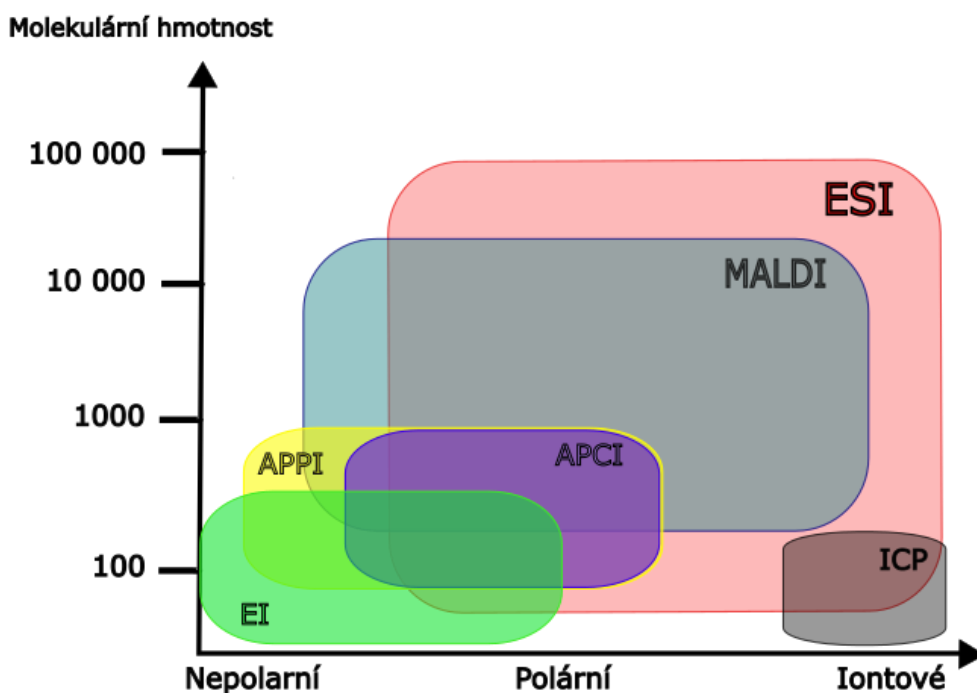 Molekulární hmotnost
100 000
ESI
10 000
MALDI
1000
APPI
APCI
100
ICP
EI
Nepolarní
Polární
Iontové